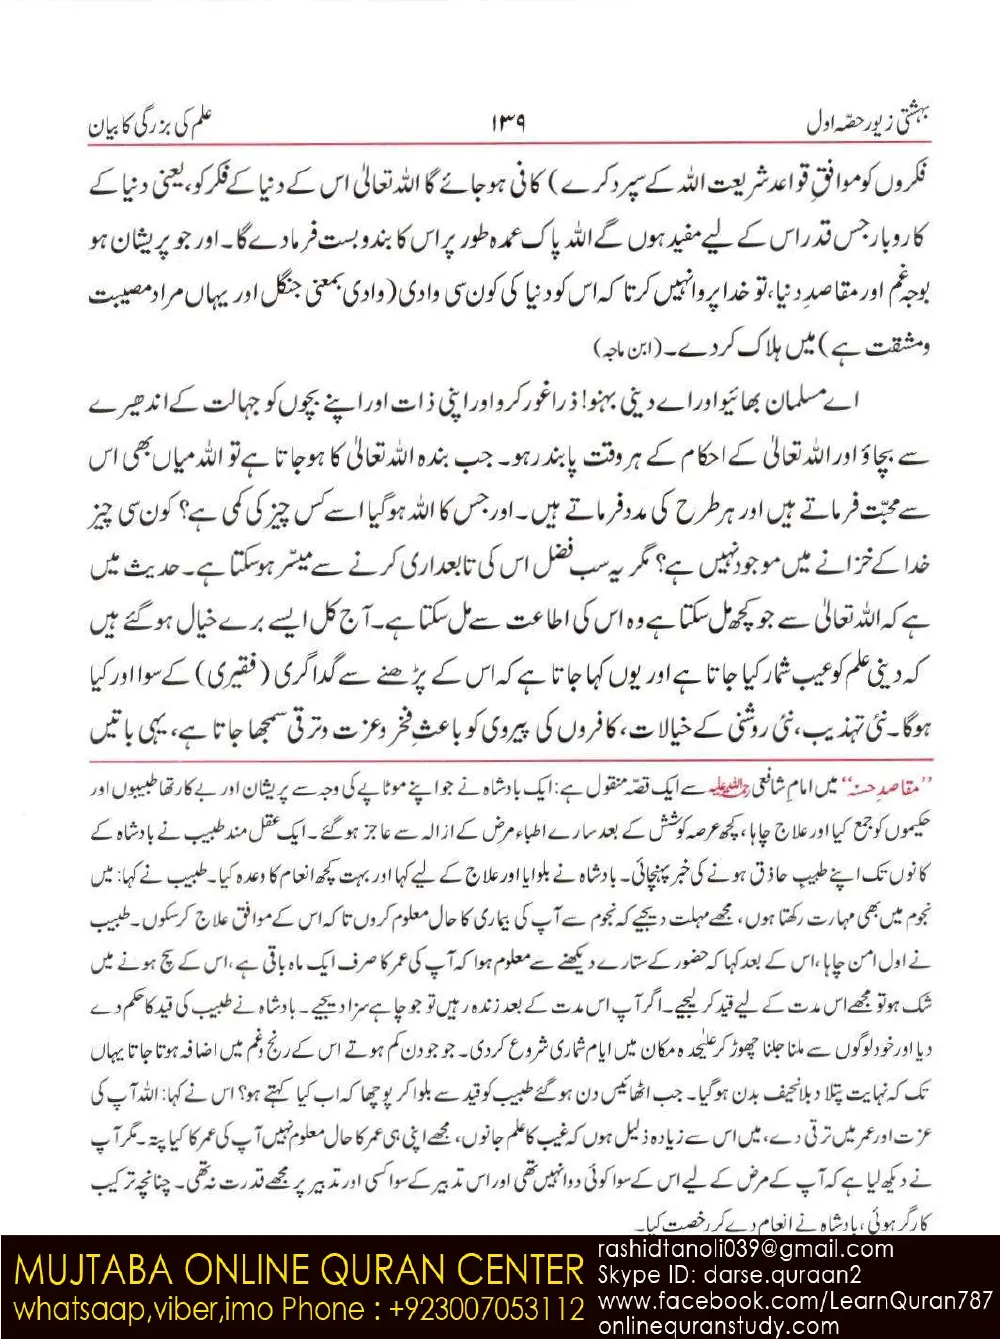 بہشتی زیور حصّہ اول ۱۳۹ علم کی بزرگی کا بیان
فکروں کو موافقِ قواعد شریعت اللہ کے سپرد کرے) کافی ہو جائے گا اللہ تعالیٰ اس کے دنیا کے فکر کو، یعنی دنیا کے
کاروبار جس قدر اس کے لیے مفید ہوں گے اللہ پاک عمدہ طور پر اس کا بندوبست فرما دے گا۔ اور جو پریشان ہو
بوجہ غم اور مقاصدِ دنیا، تو خدا پروا نہیں کرتا کہ اس کو دنیا کی کون سی وادی (وادی بمعنی جنگل اور یہاں مراد مصیبت
ومشقت ہے) میں ہلاک کر دے۔ (ابن ماجہ)
اے مسلمان بھائیو اور اے دینی بہنو! ذرا غور کرو اور اپنی ذات اور اپنے بچوں کو جہالت کے اندھیرے
سے بچاؤ اور اللہ تعالیٰ کے احکام کے ہر وقت پابند رہو۔ جب بندہ اللہ تعالیٰ کا ہو جاتا ہے تو اللہ میاں بھی اس
سے محبّت فرماتے ہیں اور ہر طرح کی مدد فرماتے ہیں۔ اور جس کا اللہ ہو گیا اسے کس چیز کی کمی ہے؟ کون سی چیز
خدا کے خزانے میں موجود نہیں ہے؟ مگر یہ سب فضل اس کی تابعداری کرنے سے میسّر ہو سکتا ہے۔ حدیث میں
ہے کہ اللہ تعالیٰ سے جو کچھ مل سکتا ہے وہ اس کی اطاعت سے مل سکتا ہے۔ آج کل ایسے برے خیال ہو گئے ہیں
کہ دینی علم کو عیب شمار کیا جاتا ہے اور یوں کہا جاتا ہے کہ اس کے پڑھنے سے گداگری (فقیری) کے سوا اور کیا
ہوگا۔ نئی تہذیب، نئی روشنی کے خیالات، کافروں کی پیروی کو باعثِ فخر وعزت وترقی سمجھا جاتا ہے، یہی باتیں
”مقاصدِ حسنہ“ میں امام شافعی رحمۃ اللہ علیہ سے ایک قصّہ منقول ہے: ایک بادشاہ نے جو اپنے موٹاپے کی وجہ سے پریشان اور بے کار تھا طبیبوں اور
حکیموں کو جمع کیا اور علاج چاہا، کچھ عرصہ کوشش کے بعد سارے اطباء مرض کے ازالہ سے عاجز ہو گئے۔ ایک عقل مند طبیب نے بادشاہ کے
کانوں تک اپنے طبیبِ حاذق ہونے کی خبر پہنچائی۔ بادشاہ نے بلوایا اور علاج کے لیے کہا اور بہت کچھ انعام کا وعدہ کیا۔ طبیب نے کہا: میں
نجوم میں بھی مہارت رکھتا ہوں، مجھے مہلت دیجیے کہ نجوم سے آپ کی بیماری کا حال معلوم کروں تاکہ اس کے موافق علاج کر سکوں۔ طبیب
نے اول امن چاہا، اس کے بعد کہا کہ حضور کے ستارے دیکھنے سے معلوم ہوا کہ آپ کی عمر کا صرف ایک ماہ باقی ہے، اس کے سچ ہونے میں
شک ہو تو مجھے اس مدت کے لیے قید کر لیجیے۔ اگر آپ اس مدت کے بعد زندہ رہیں تو جو چاہے سزا دیجیے۔ بادشاہ نے طبیب کی قید کا حکم دے
دیا اور خود لوگوں سے ملنا جلنا چھوڑ کر علیٰحدہ مکان میں ایام شماری شروع کر دی۔ جو جو دن کم ہوتے اس کے رنج وغم میں اضافہ ہوتا جاتا یہاں
تک کہ نہایت پتلا دبلا نحیف بدن ہو گیا۔ جب اٹھائیس دن ہو گئے طبیب کو قید سے بلوا کر پوچھا کہ اب کیا کہتے ہو؟ اس نے کہا: اللہ آپ کی
عزت اور عمر میں ترقی دے، میں اس سے زیادہ ذلیل ہوں کہ غیب کا علم جانوں، مجھے اپنی ہی عمر کا حال معلوم نہیں آپ کی عمر کا کیا پتہ۔ مگر آپ
نے دیکھ لیا ہے کہ آپ کے مرض کے لیے اس کے سوا کوئی دوا نہیں تھی اور اس تدبیر کے سوا کسی اور تدبیر پر مجھے قدرت نہ تھی۔ چنانچہ ترکیب
کارگر ہوئی، بادشاہ نے انعام دے کر رخصت کیا۔
MUJTABA ONLINE QURAN CENTER
whatsaap,viber,imo Phone : +923007053112
rashidtanoli039@gmail.com
Skype ID: darse.quraan2
www.facebook.com/LearnQuran787
onlinequranstudy.com